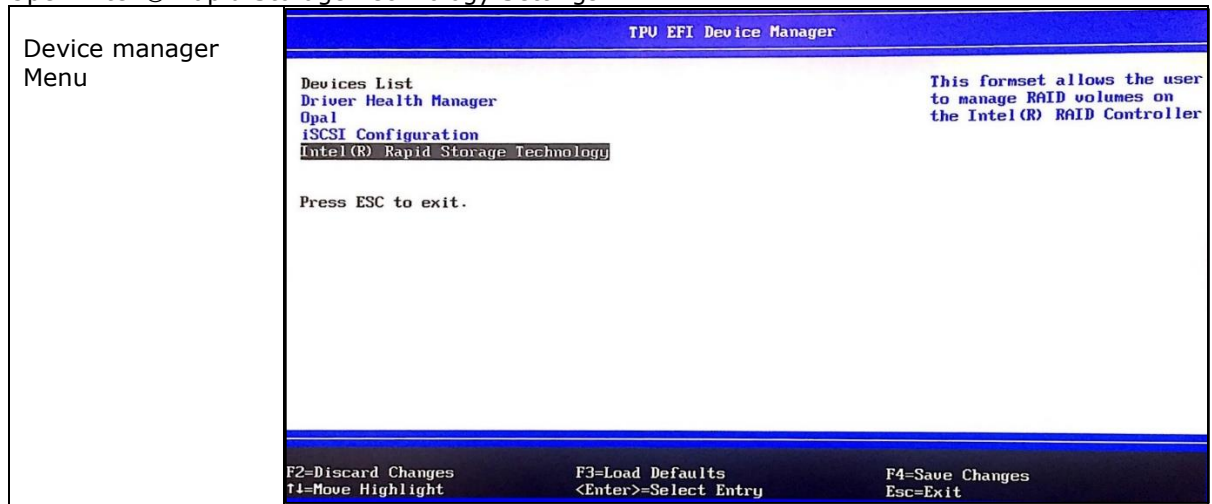 Device manager
Menu
TPV EFI Device Manager
Devices List
Driver Health Manager
Opal
iSCSI Configuration
Intel(R) Rapid Storage Technology
Press ESC to exit.
This formset allows the user
to manage RAID volumes on
the Intel(R) RAID Controller
F2=Discard Changes F3=Load Defaults F4=Save Changes
↑↓=Move Highlight <Enter>=Select Entry Esc=Exit